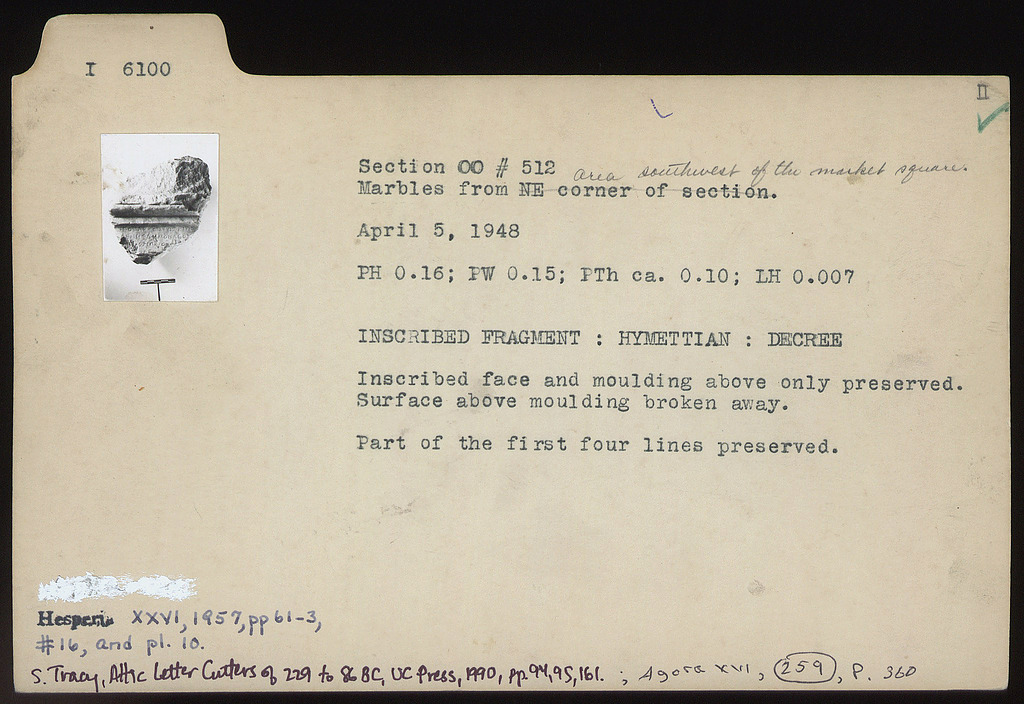 I 6100
II
Section OO # 512 area southwest of the market square.
Marbles from NE corner of section.
April 5, 1948
PH 0.16; PW 0.15; PTh ca. 0.10; LH 0.007
INSCRIBED FRAGMENT : HYMETTIAN : DECREE
Inscribed face and moulding above only preserved.
Surface above moulding broken away.
Part of the first four lines preserved.
Hesperia XXVI, 1957, pp 61-3,
#16, and pl. 10.
S. Tracy, Attic Letter Cutters of 229 to 86 BC, UC Press, 1990, pp. 94, 95, 161. ; Agora XVI, 259, P. 360